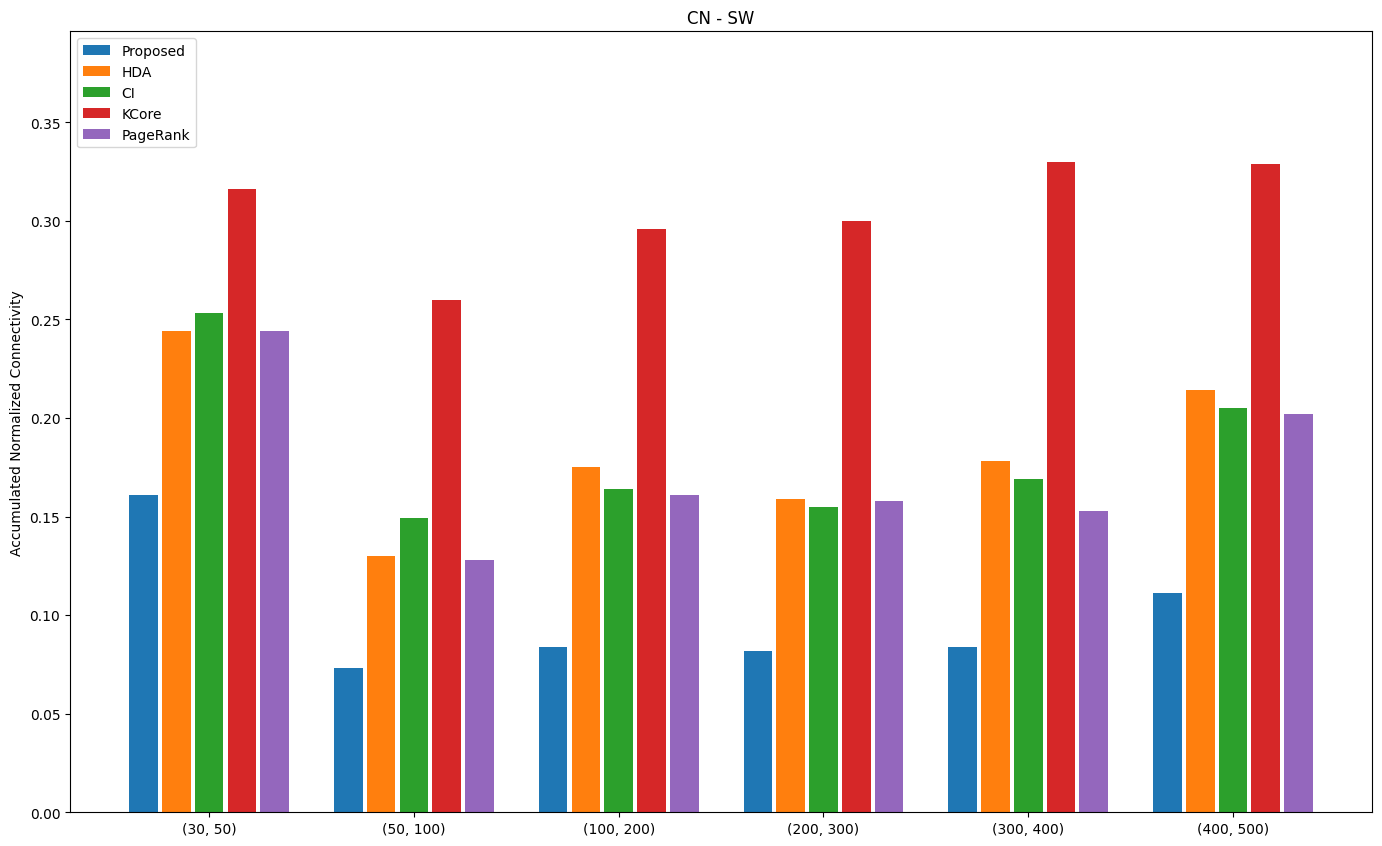 CN - SW
Proposed
HDA
CI
KCore
PageRank
Accumulated Normalized Connectivity
0.35
0.30
0.25
0.20
0.15
0.10
0.05
0.00
(30, 50) (50, 100) (100, 200) (200, 300) (300, 400) (400, 500)